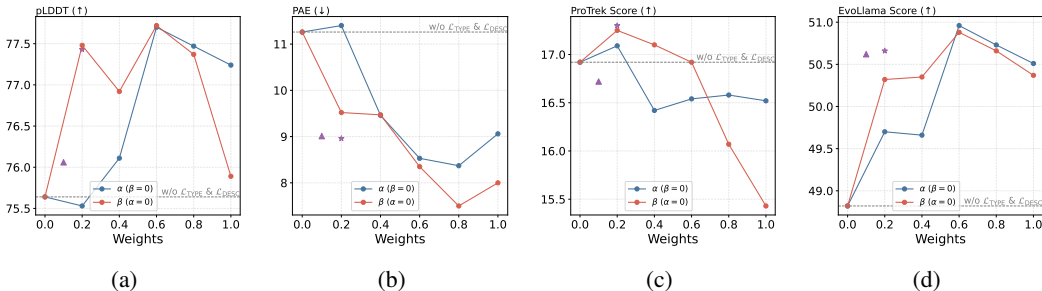 pLDDT (↑)
77.5
77.0
76.5
76.0
75.5
w/o ℒTYPE & ℒDESC
α (β = 0)
β (α = 0)
0.0 0.2 0.4 0.6 0.8 1.0
Weights
(a)
PAE (↓)
11
10
9
8
w/o ℒTYPE & ℒDESC
α (β = 0)
β (α = 0)
0.0 0.2 0.4 0.6 0.8 1.0
Weights
(b)
ProTrek Score (↑)
17.0
16.5
16.0
15.5
w/o ℒTYPE & ℒDESC
α (β = 0)
β (α = 0)
0.0 0.2 0.4 0.6 0.8 1.0
Weights
(c)
EvoLlama Score (↑)
51.0
50.5
50.0
49.5
49.0
w/o ℒTYPE & ℒDESC
α (β = 0)
β (α = 0)
0.0 0.2 0.4 0.6 0.8 1.0
Weights
(d)